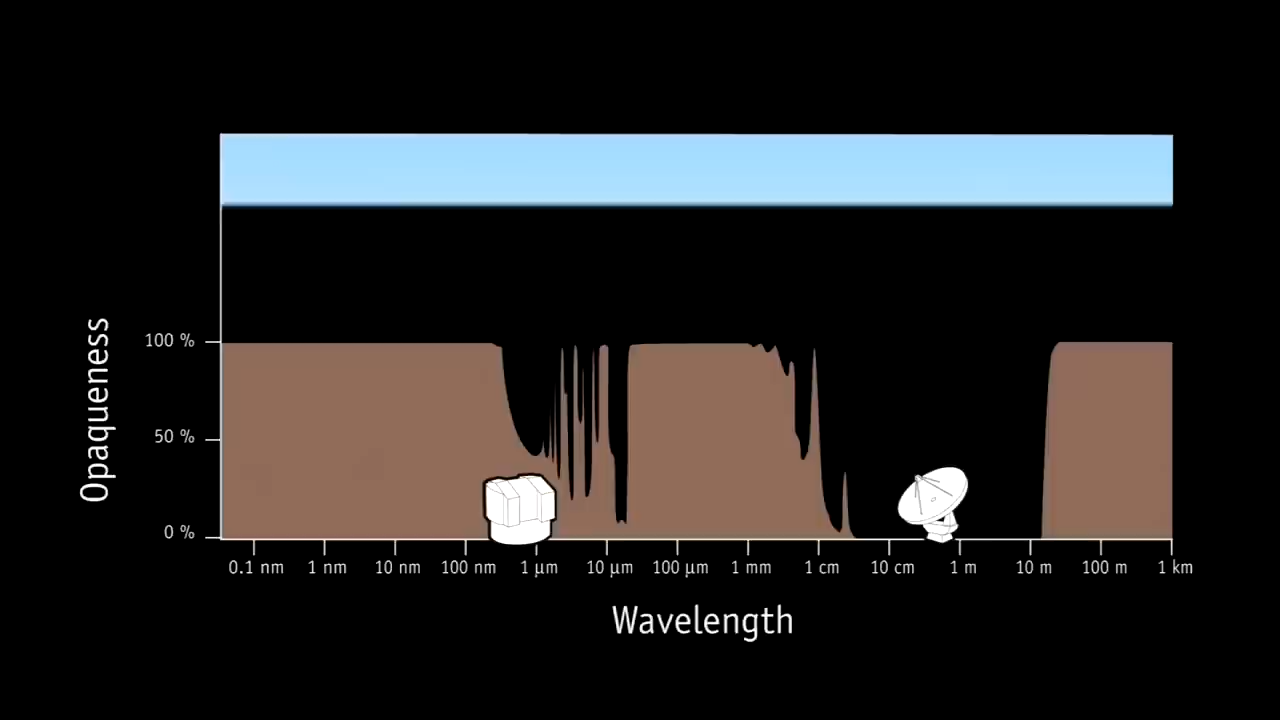 Opaqueness
100 %
50 %
0 %
0.1 nm 1 nm 10 nm 100 nm 1 µm 10 µm 100 µm 1 mm 1 cm 10 cm 1 m 10 m 100 m 1 km
Wavelength